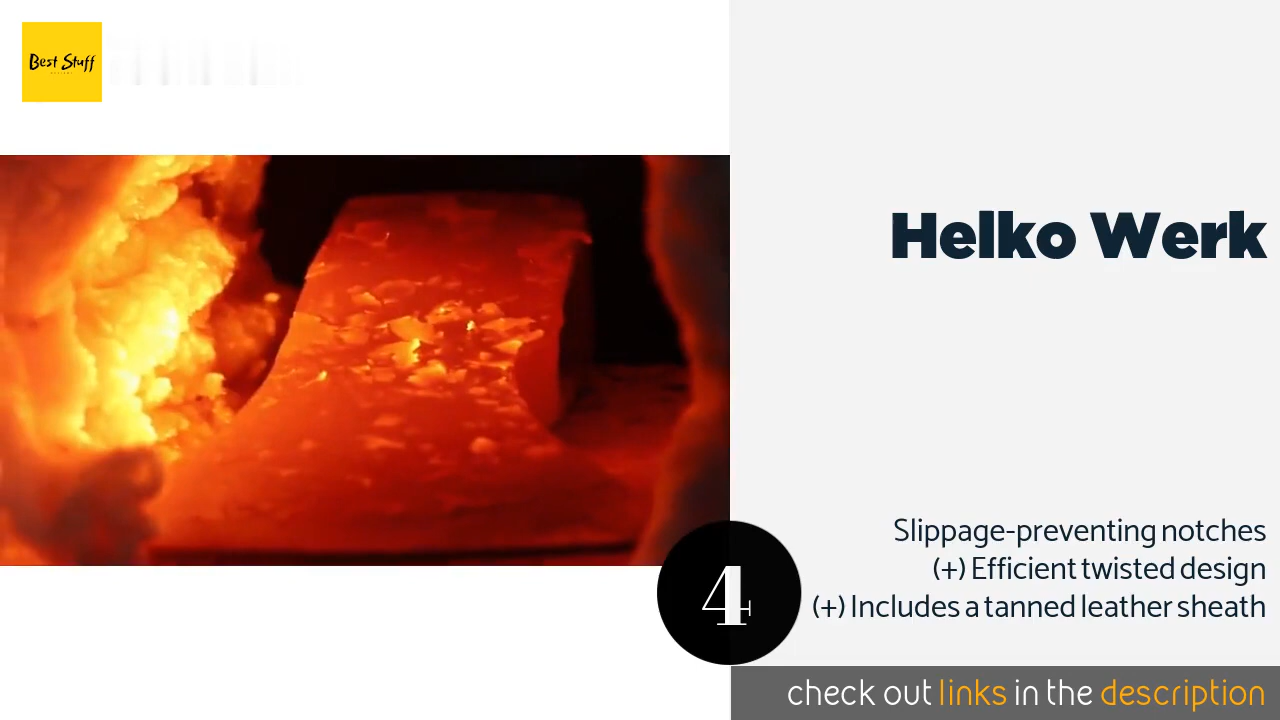 Best Stuff
Helko Werk
Slippage-preventing notches
(+) Efficient twisted design
(+) Includes a tanned leather sheath
4
check out links in the description